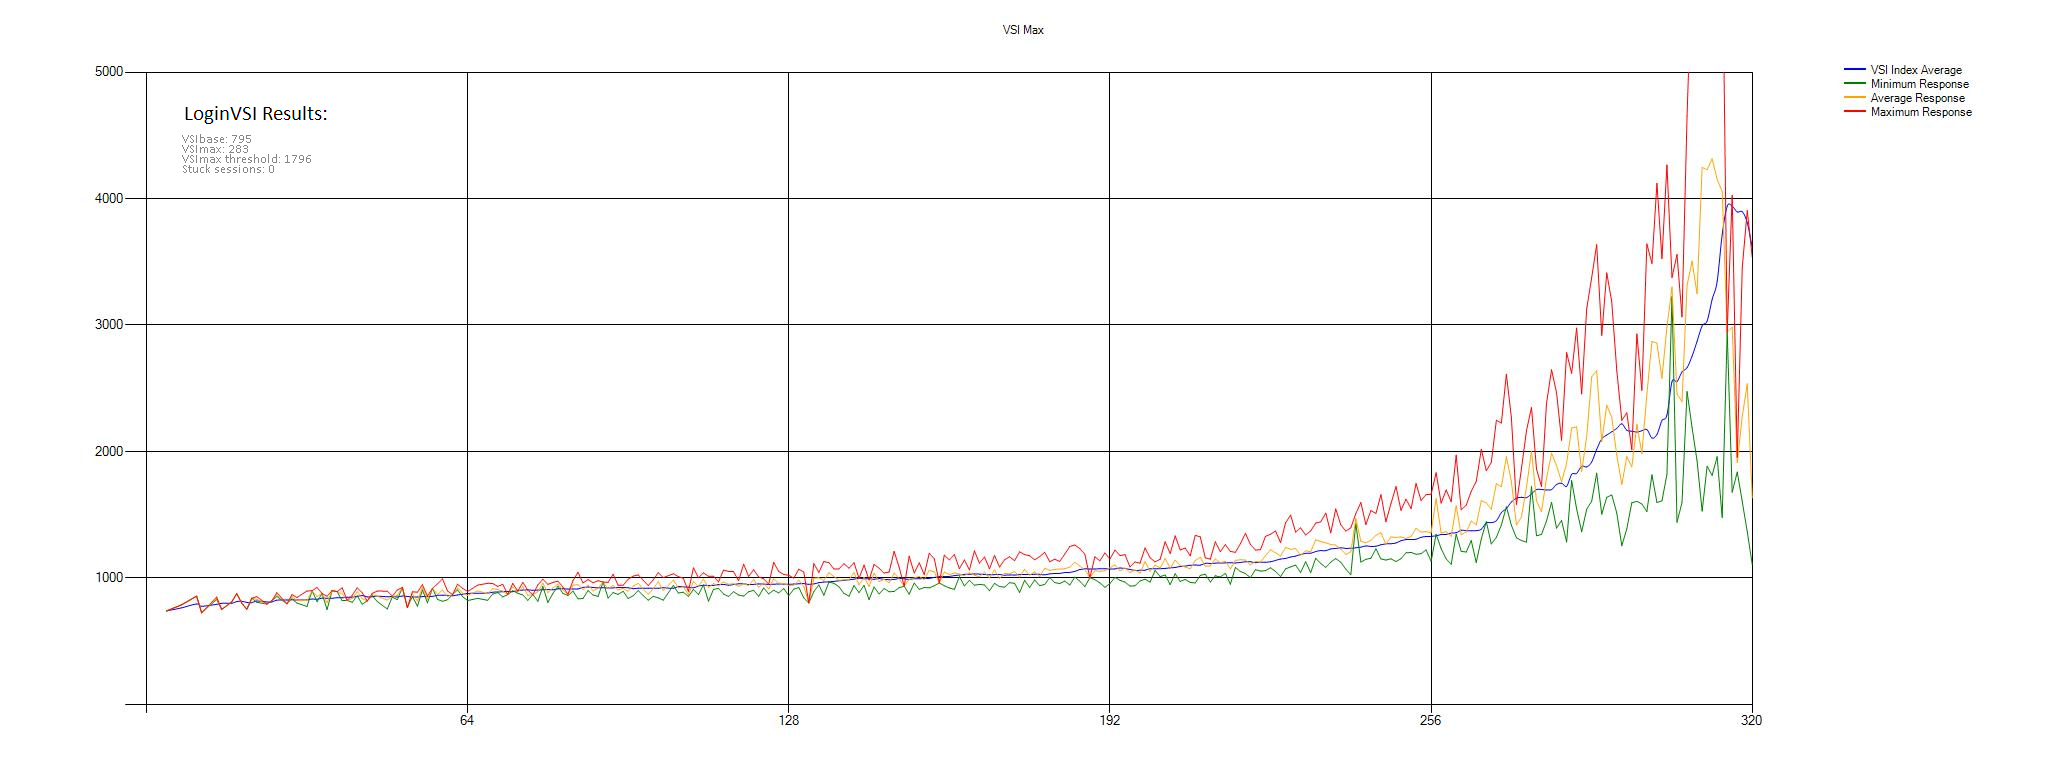 VSI Max
5000
4000
3000
2000
1000
LoginVSI Results:
VSIbase: 795
VSImax: 283
VSImax threshold: 1796
Stuck sessions: 0
VSI Index Average
Minimum Response
Average Response
Maximum Response
64
128
192
256
320